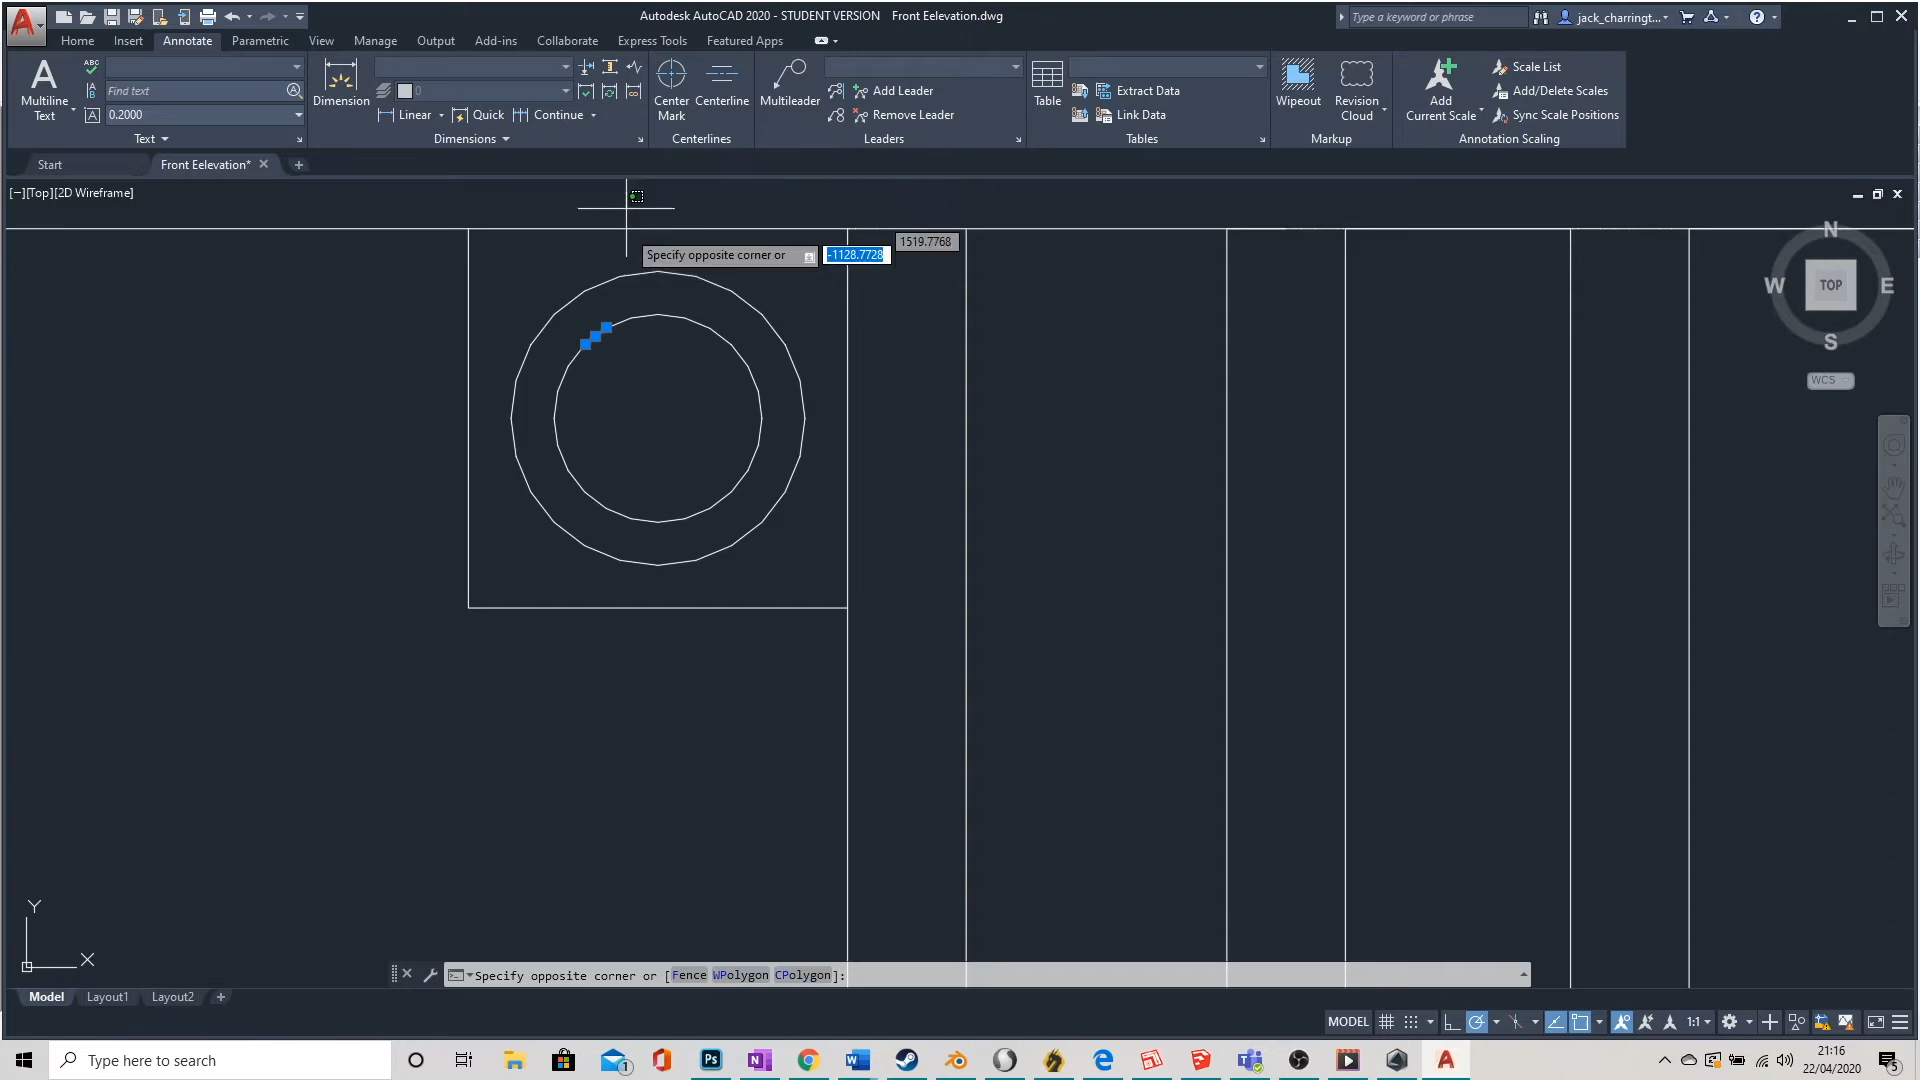 Autodesk AutoCAD 2020 - STUDENT VERSION Front Eelevation.dwg
Type a keyword or phrase
jack_charringt...
Home Insert Annotate Parametric View Manage Output Add-ins Collaborate Express Tools Featured Apps
Multiline Text
ABC
Find text
0.2000
Text
Dimension
0
Linear Quick Continue
Dimensions
Center Mark
Centerline
Centerlines
Multileader
Add Leader
Remove Leader
Leaders
Table
Extract Data
Link Data
Tables
Wipeout
Revision Cloud
Markup
Add Current Scale
Scale List
Add/Delete Scales
Sync Scale Positions
Annotation Scaling
Start Front Eelevation*
[−][Top][2D Wireframe]
N
W TOP E
S
WCS
1519.7768
Specify opposite corner or -1128.7728
Y
X
Specify opposite corner or [Fence WPolygon CPolygon]:
Model Layout1 Layout2
MODEL 1:1
Type here to search
1
21:16
22/04/2020
5